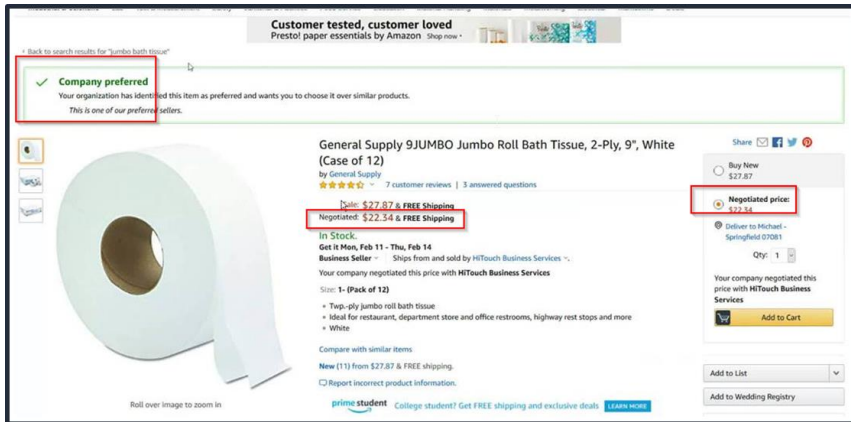 Customer tested, customer loved
Presto! paper essentials by Amazon Shop now ›
‹ Back to search results for "jumbo bath tissue"
Company preferred
Your organization has identified this item as preferred and wants you to choose it over similar products.
This is one of our preferred sellers.
General Supply 9JUMBO Jumbo Roll Bath Tissue, 2-Ply, 9", White
(Case of 12)
by General Supply
7 customer reviews | 3 answered questions
Sale: $27.87 & FREE Shipping
Negotiated: $22.34 & FREE Shipping
In Stock.
Get it Mon, Feb 11 - Thu, Feb 14
Business Seller Ships from and sold by HiTouch Business Services
Your company negotiated this price with HiTouch Business Services
Size: 1- (Pack of 12)
Twp.-ply jumbo roll bath tissue
Ideal for restaurant, department store and office restrooms, highway rest stops and more
White
Compare with similar items
New (11) from $27.87 & FREE shipping.
Report incorrect product information.
Roll over image to zoom in
prime student College student? Get FREE shipping and exclusive deals LEARN MORE
Share
Buy New
$27.87
Negotiated price:
$22.34
Deliver to Michael -
Springfield 07081
Qty: 1
Your company negotiated this
price with HiTouch Business
Services
Add to Cart
Add to List
Add to Wedding Registry